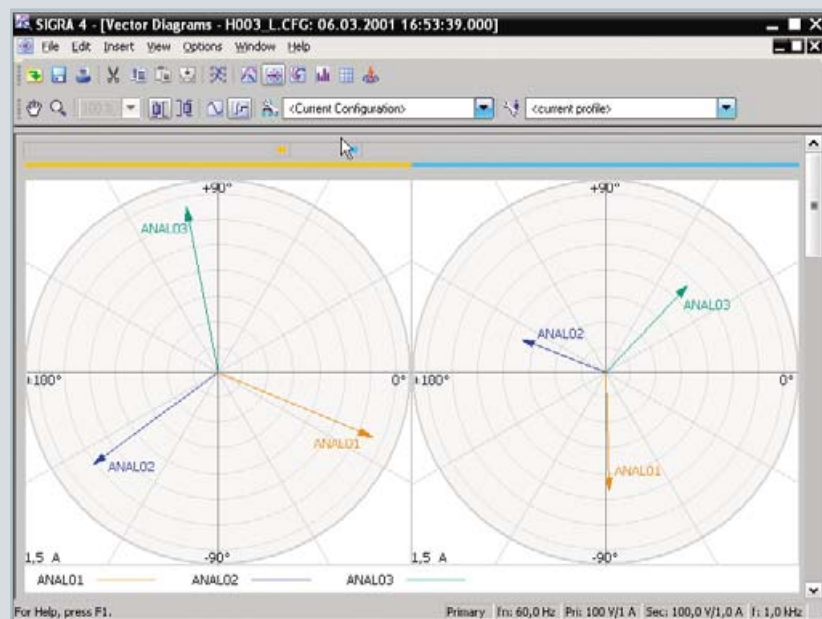 SIGRA 4 - [Vector Diagrams - H003_L.CFG: 06.03.2001 16:53:39.000]
File Edit Insert View Options Window Help
100% <Current Configuration> <current profile>
+90° +90°
ANAL03
ANAL03
ANAL02
±180° 0° ±180° 0°
ANAL01
ANAL02
ANAL01
-90° -90°
1,5 A 1,5 A
ANAL01 ANAL02 ANAL03
For Help, press F1. Primary fn: 60,0 Hz Pri: 100 V/1 A Sec: 100,0 V/1,0 A f: 1,0 kHz